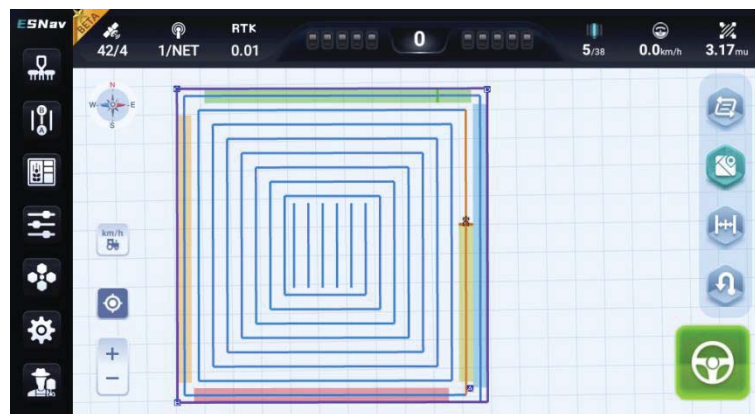 ESNav
BETA
42/4
1/NET
RTK
0.01
0
5/38
0.0km/h
3.17mu
N
W
E
S
B
A
km/h
+
−
A